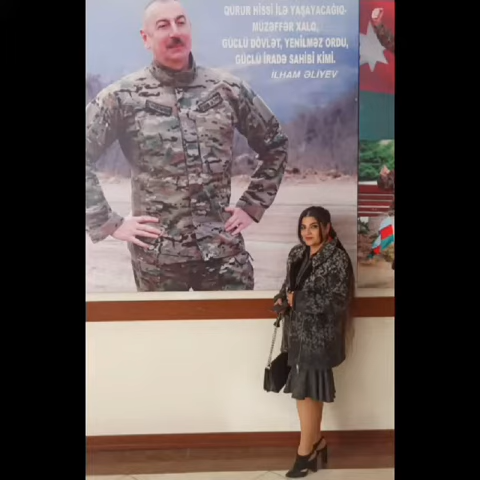 QÜRUR HİSSİ İLƏ YAŞAYACAĞIQ-
MÜZƏFFƏR XALQ,
GÜCLÜ DÖVLƏT, YENİLMƏZ ORDU,
GÜCLÜ İRADƏ SAHİBİ KİMİ.
İLHAM ƏLİYEV